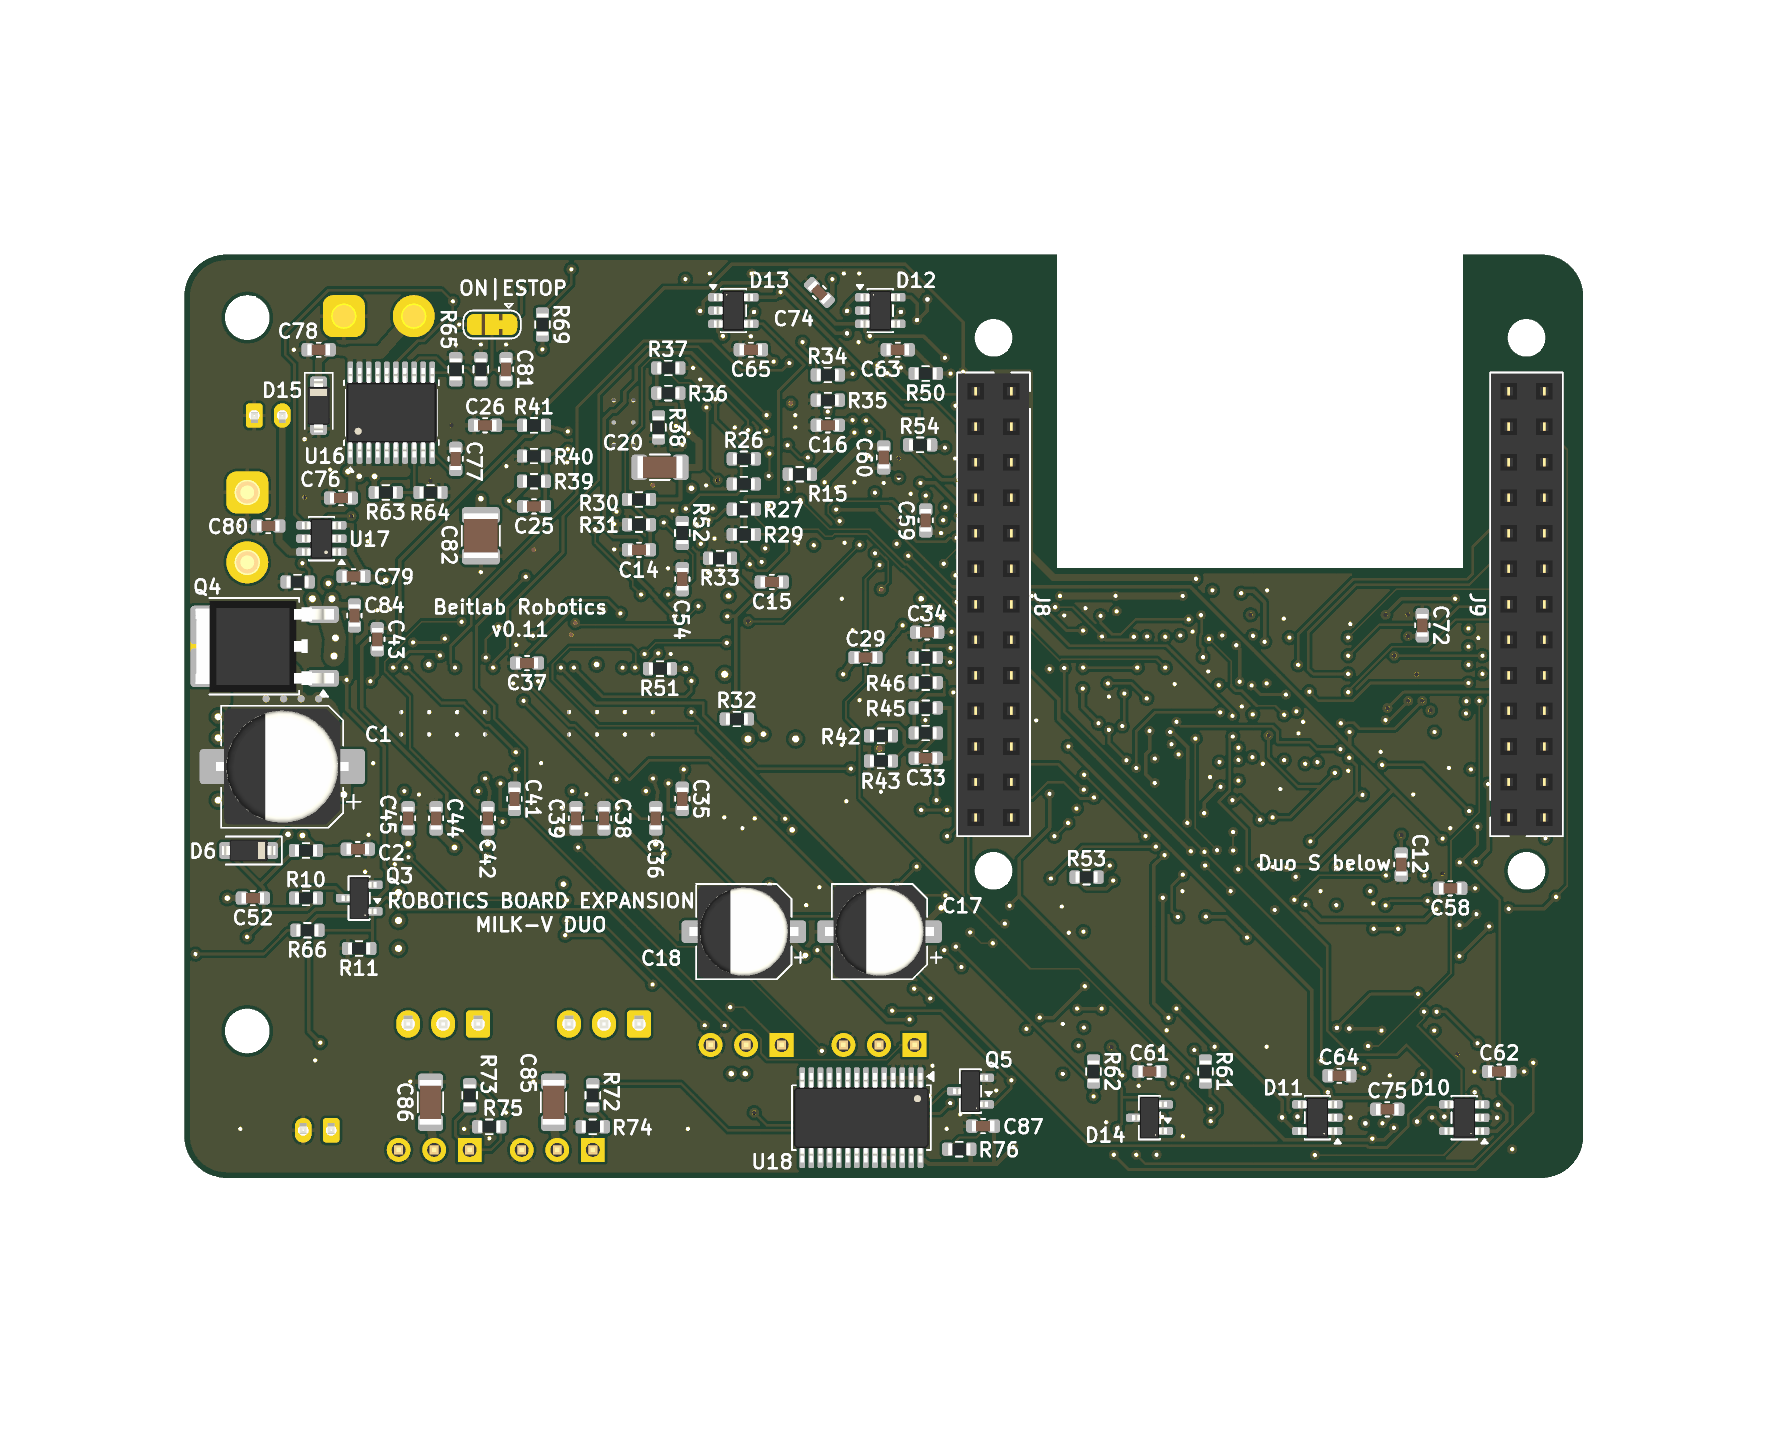 ON|ESTOP
D13
D12
C78
R65
R69
C74
R37
C65
R34
C63
D15
C81
R36
R50
R35
C26
R41
R38
C16
R54
C20
R26
U16
C77
R40
C60
C76
R39
R15
R63
R64
R30
R27
C80
C25
R31
R52
C59
U17
C82
R29
C14
R33
Q4
C79
C15
C84
Beitlab Robotics
v0.11
C54
J8
J9
C34
C72
C43
C29
C37
R51
R46
R32
R45
C1
R42
C33
R43
+
C45
C44
C41
C39
C38
C35
D6
C2
C42
C36
R53
Duo S below
C12
Q3
R10
ROBOTICS BOARD EXPANSION
MILK-V DUO
C17
C58
C52
R66
C18
+
+
R11
Q5
R73
C85
R62
C61
R61
C64
C62
C86
R72
D11
C75
D10
R75
R74
C87
D14
U18
R76